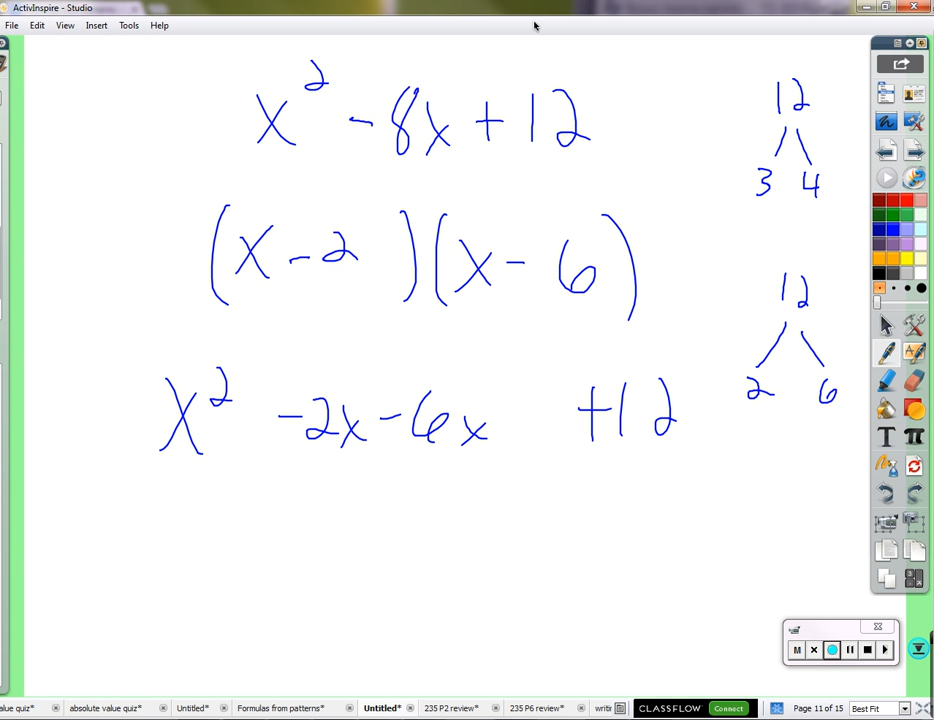 ActivInspire - Studio
File Edit View Insert Tools Help
x² - 8x + 12
12
3 4
(x - 2)(x - 6)
12
2 6
x² - 2x - 6x + 12
M
alue quiz* absolute value quiz* Untitled* Formulas from patterns* Untitled* 235 P2 review* 235 P6 review* writin CLASSFLOW Connect Page 11 of 15 Best Fit